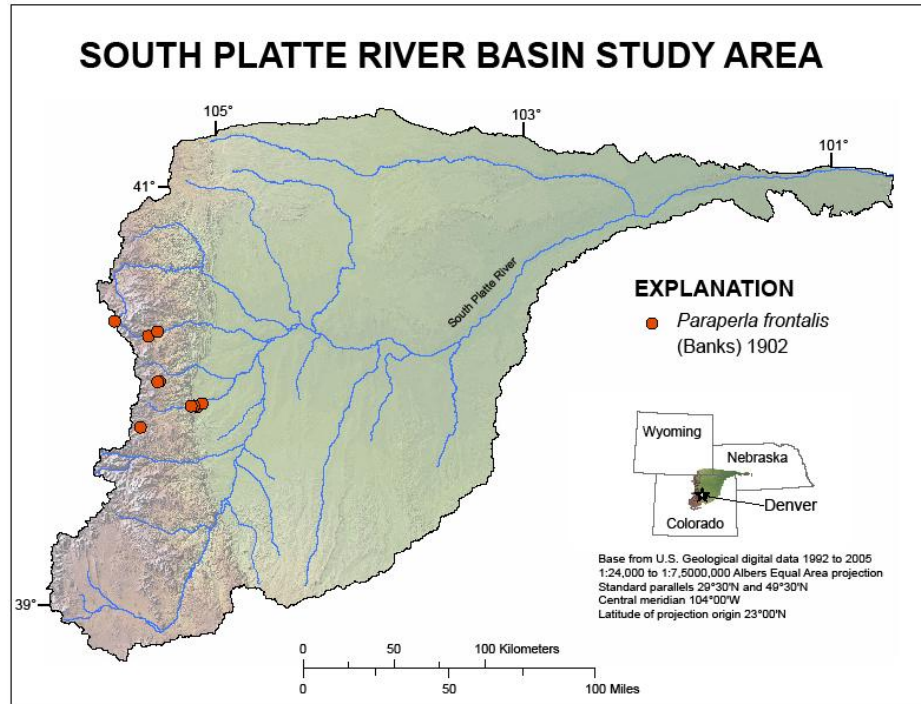 SOUTH PLATTE RIVER BASIN STUDY AREA
105°
103°
101°
41°
South Platte River
EXPLANATION
Paraperla frontalis
(Banks) 1902
Wyoming
Nebraska
Denver
Colorado
Base from U.S. Geological digital data 1992 to 2005
1:24,000 to 1:7,5000,000 Albers Equal Area projection
Standard parallels 29°30'N and 49°30'N
Central meridian 104°00'W
Latitude of projection origin 23°00'N
39°
0 50 100 Kilometers
0 50 100 Miles